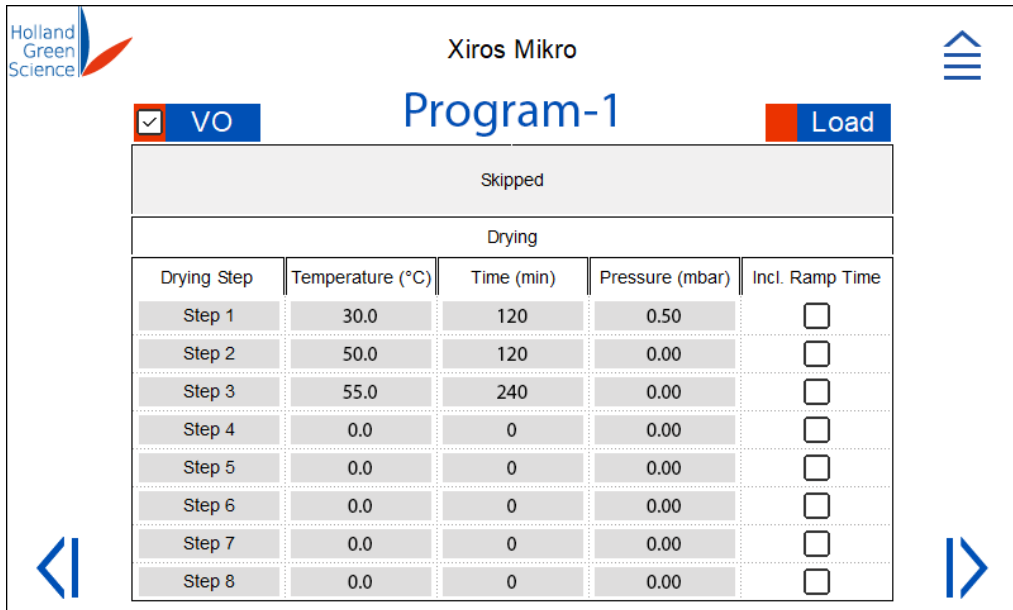 Holland
Green
Science
Xiros Mikro
Program-1
VO
Load
Skipped
Drying
Drying Step Temperature (°C) Time (min) Pressure (mbar) Incl. Ramp Time
Step 1 30.0 120 0.50
Step 2 50.0 120 0.00
Step 3 55.0 240 0.00
Step 4 0.0 0 0.00
Step 5 0.0 0 0.00
Step 6 0.0 0 0.00
Step 7 0.0 0 0.00
Step 8 0.0 0 0.00